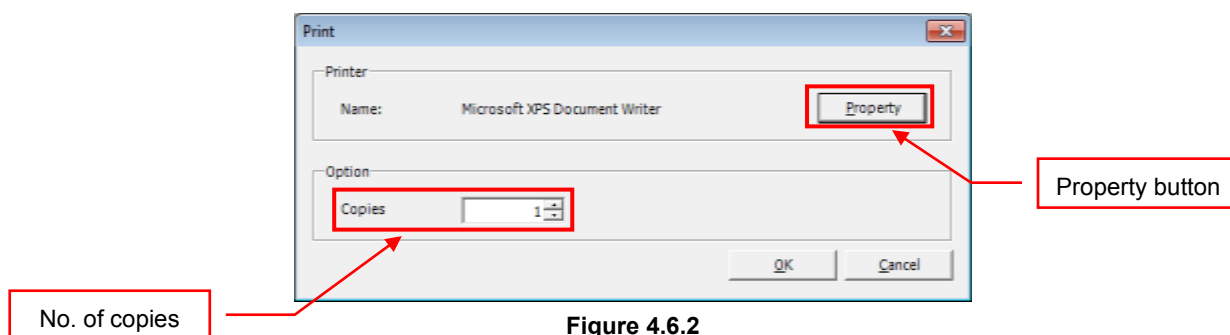 Print
Printer
Name: Microsoft XPS Document Writer Property
Option
Property button
Copies 1
OK Cancel
No. of copies
Figure 4.6.2